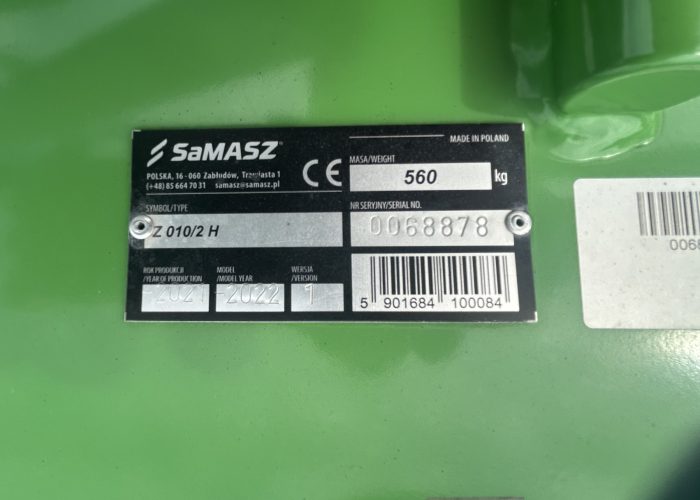 SaMASZ
POLSKA, 16 - 060 Zabłudów, Trawiasta 1
(+48) 85 664 70 31 samasz@samasz.pl
CE
MADE IN POLAND
MASA/WEIGHT
560 kg
SYMBOL/TYPE
Z 010/2 H
NR SERYJNY/SERIAL NO.
0068878
ROK PRODUKCJI
/YEAR OF PRODUCTION
2021
MODEL
/MODEL YEAR
2022
WERSJA
/VERSION
1
5 901684 100084